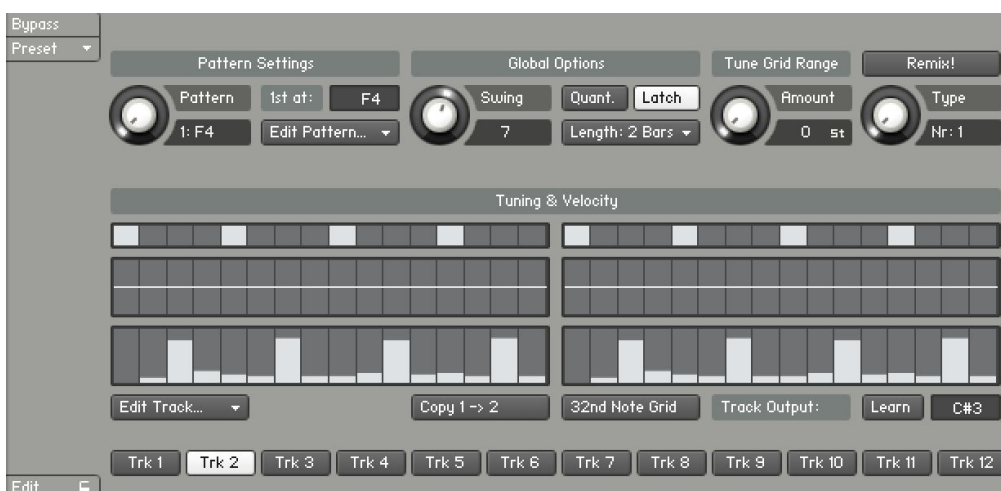 Bypass
Preset
Pattern Settings
Global Options
Tune Grid Range
Remix!
Pattern
1st at:
F4
Swing
Quant.
Latch
Amount
Type
1: F4
Edit Pattern...
7
Length: 2 Bars
0 st
Nr: 1
Tuning & Velocity
Edit Track...
Copy 1 -> 2
32nd Note Grid
Track Output:
Learn
C#3
Trk 1
Trk 2
Trk 3
Trk 4
Trk 5
Trk 6
Trk 7
Trk 8
Trk 9
Trk 10
Trk 11
Trk 12
Edit